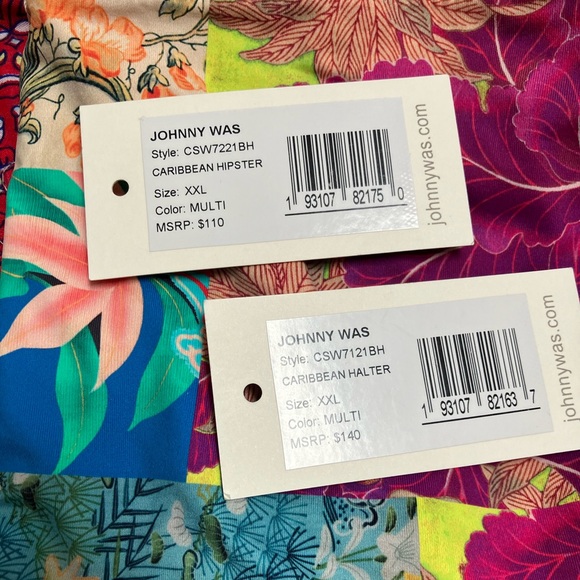 JOHNNY WAS
Style: CSW7221BH
CARIBBEAN HIPSTER
Size: XXL
Color: MULTI
MSRP: $110
1 93107 82175 0
johnnywas.com
JOHNNY WAS
Style: CSW7121BH
CARIBBEAN HALTER
Size: XXL
Color: MULTI
MSRP: $140
1 93107 82163 7
johnnywas.com